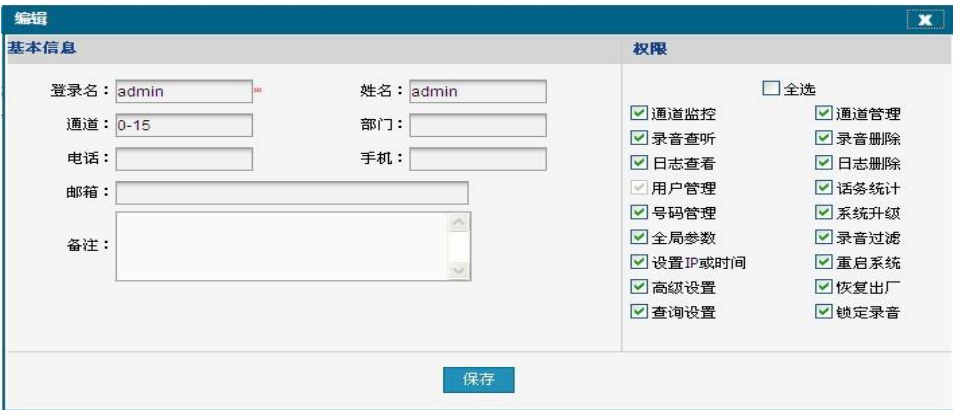 编辑
基本信息 权限
登录名：admin * 姓名：admin
全选
通道：0-15 部门：
通道监控 通道管理
录音查听 录音删除
电话： 手机：
日志查看 日志删除
邮箱：
用户管理 话务统计
号码管理 系统升级
备注：
全局参数 录音过滤
设置IP或时间 重启系统
高级设置 恢复出厂
查询设置 锁定录音
保存